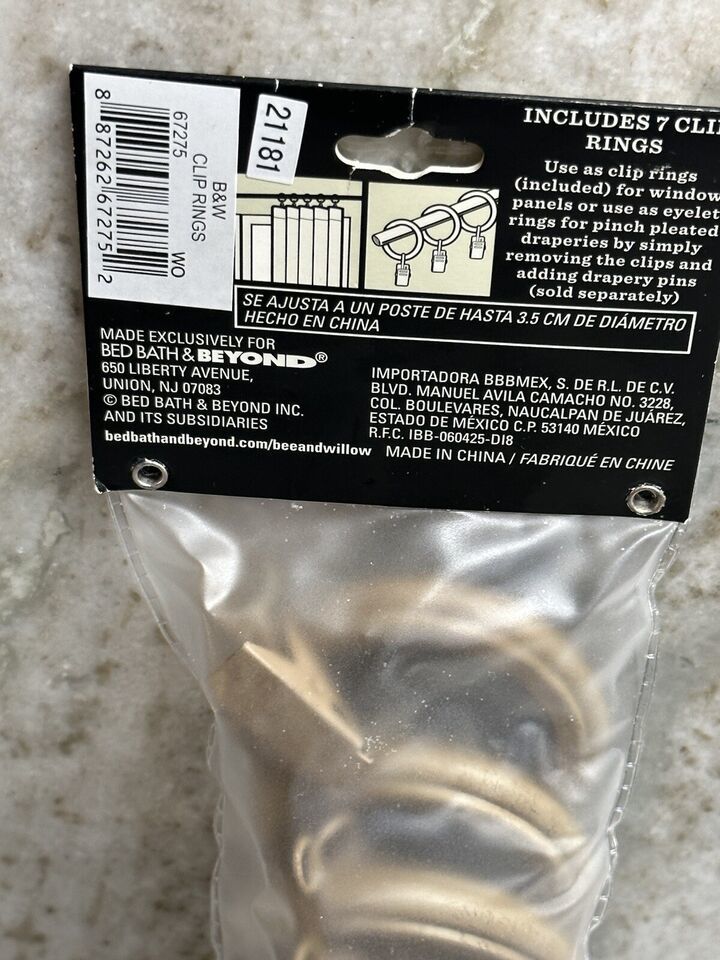 B&W
CLIP RINGS
67275 WO
8 87262 67275 2
21181
INCLUDES 7 CLI
RINGS
Use as clip rings
(included) for window
panels or use as eyelet
rings for pinch pleated
draperies by simply
removing the clips and
adding drapery pins
(sold separately)
SE AJUSTA A UN POSTE DE HASTA 3.5 CM DE DIÁMETRO
HECHO EN CHINA
MADE EXCLUSIVELY FOR
BED BATH & BEYOND®
650 LIBERTY AVENUE,
UNION, NJ 07083
© BED BATH & BEYOND INC.
AND ITS SUBSIDIARIES
bedbathandbeyond.com/beeandwillow
IMPORTADORA BBBMEX, S. DE R.L. DE C.V.
BLVD. MANUEL AVILA CAMACHO NO. 3228,
COL. BOULEVARES, NAUCALPAN DE JUÁREZ,
ESTADO DE MÉXICO C.P. 53140 MÉXICO
R.F.C. IBB-060425-DI8
MADE IN CHINA / FABRIQUÉ EN CHINE